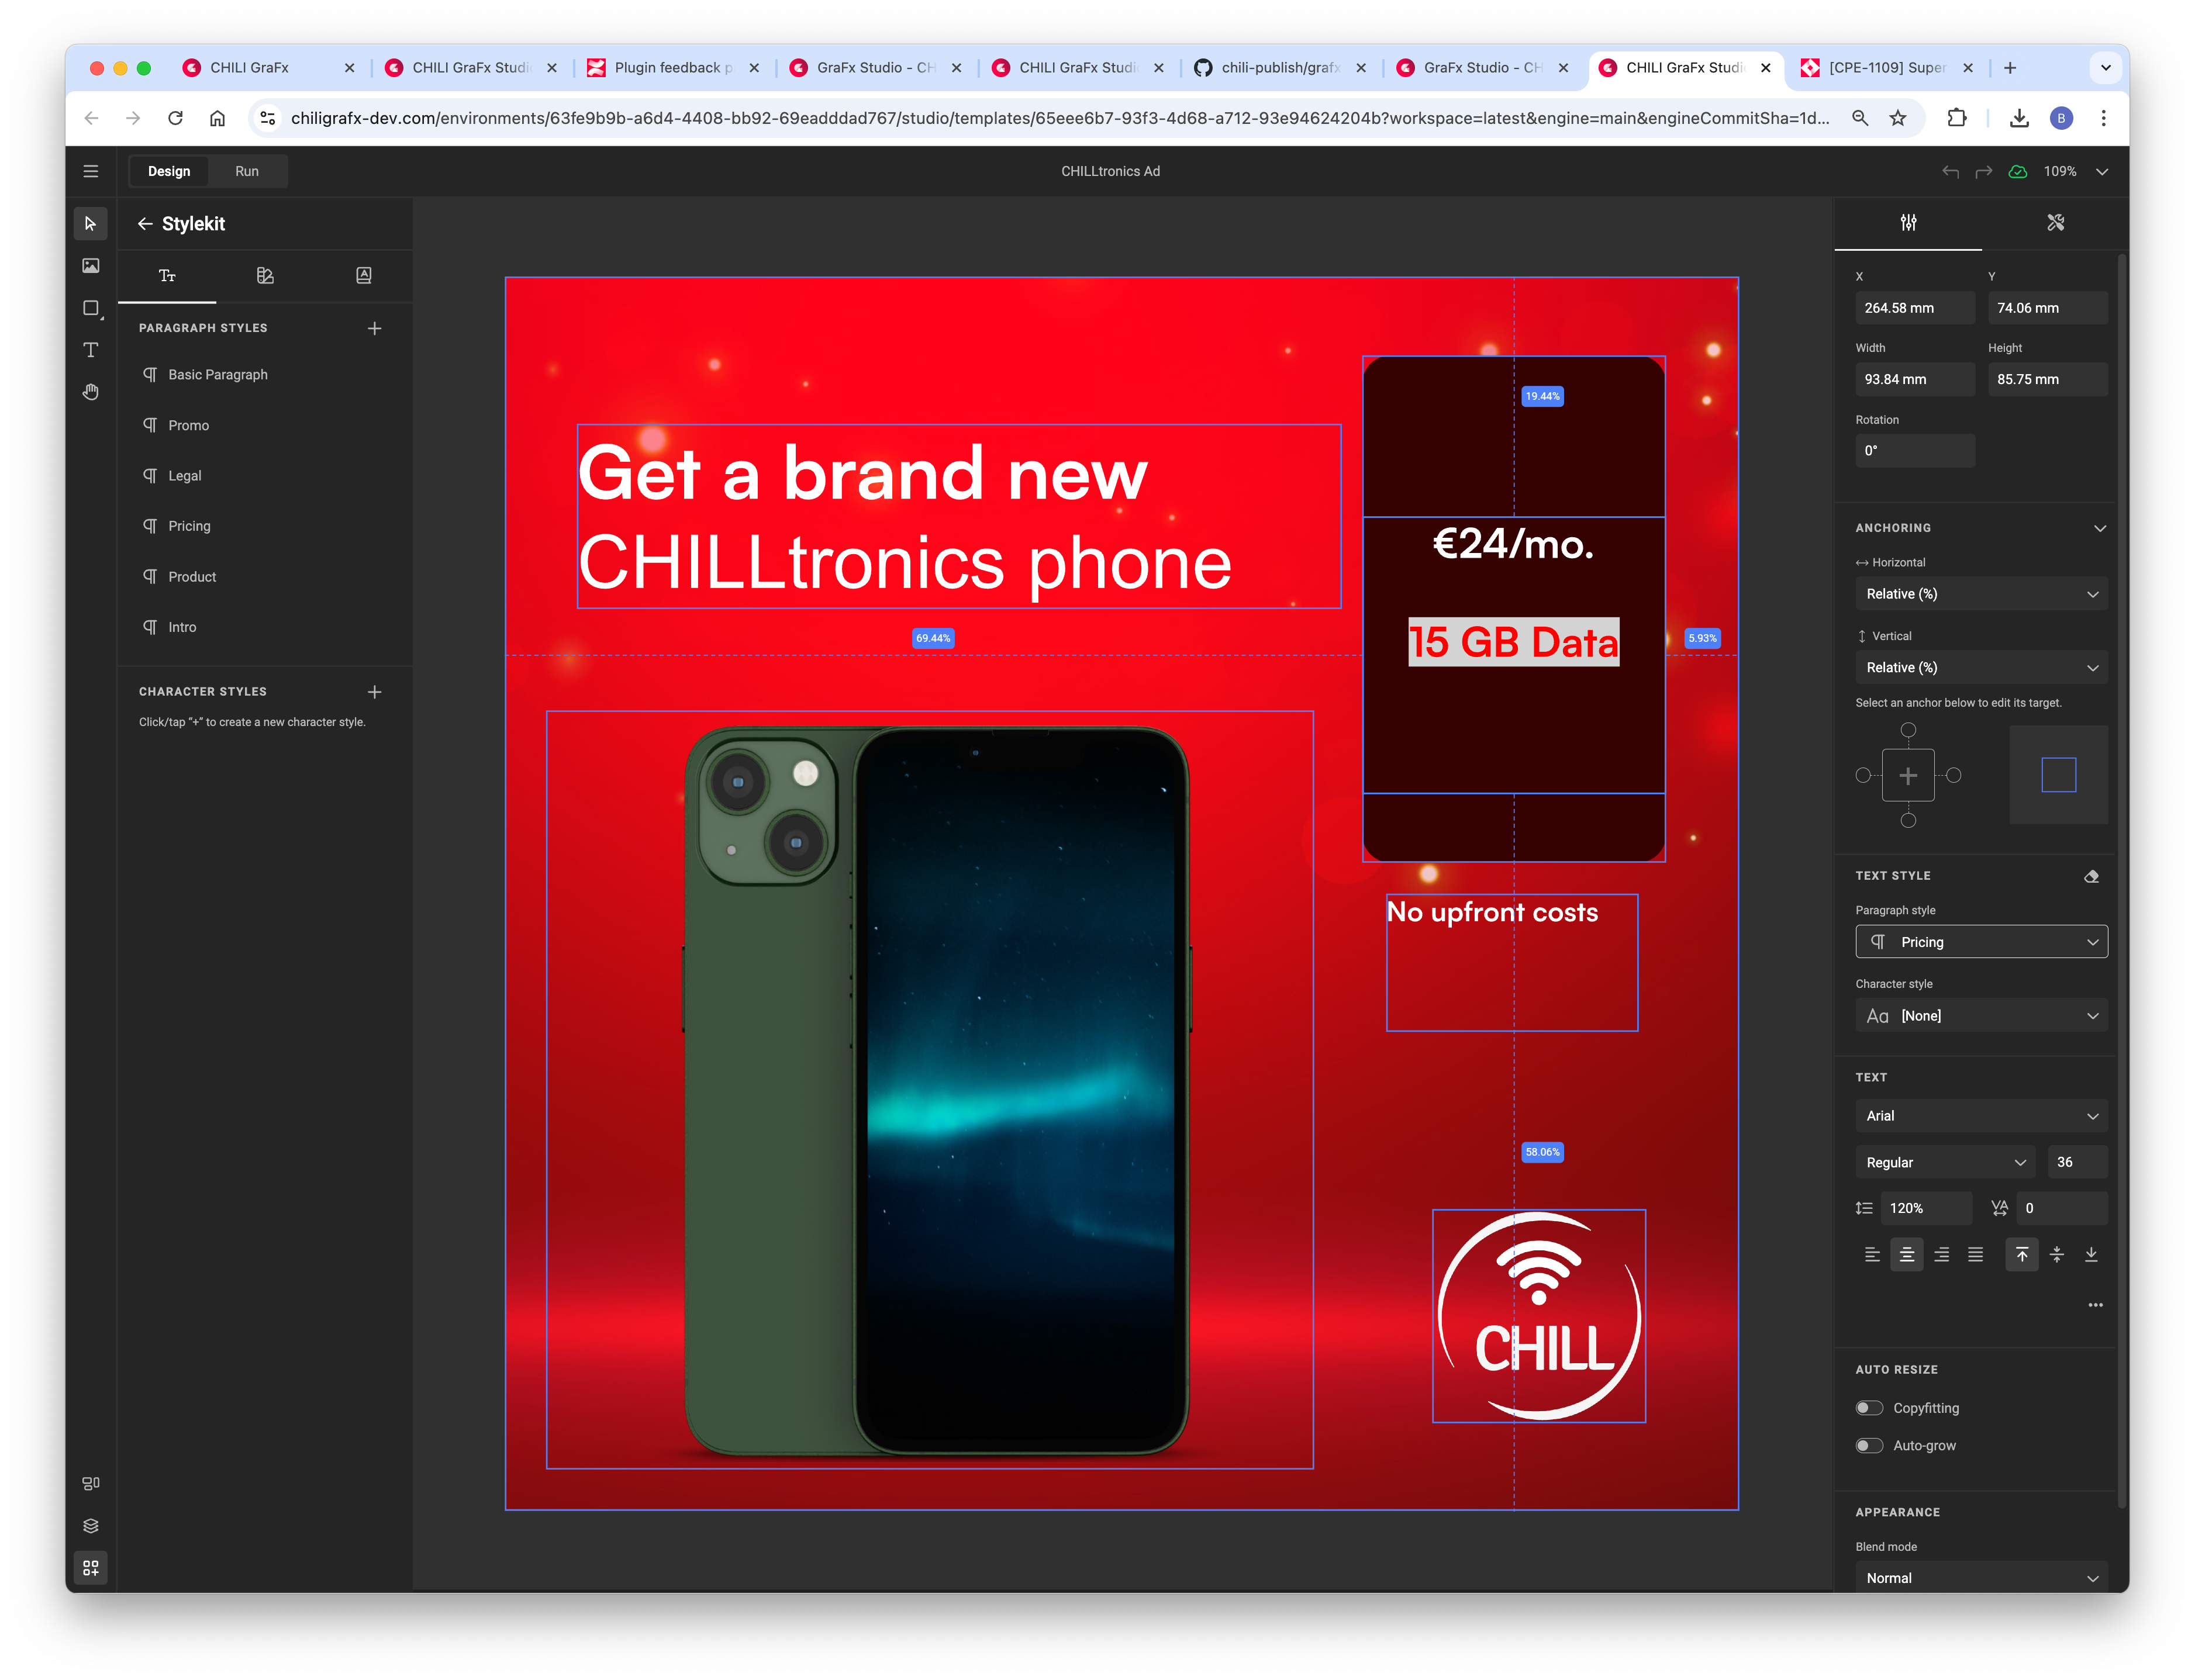 CHILI GraFx
CHILI GraFx Studi
Plugin feedback p
GraFx Studio - CH
CHILI GraFx Studi
chili-publish/grafx
GraFx Studio - CH
CHILI GraFx Studi
[CPE-1109] Super
chiligrafx-dev.com/environments/63fe9b9b-a6d4-4408-bb92-69eadddad767/studio/templates/65eee6b7-93f3-4d68-a712-93e94624204b?workspace=latest&engine=main&engineCommitSha=1d...
B
Design
Run
CHILLtronics Ad
109%
Stylekit
PARAGRAPH STYLES
Basic Paragraph
Promo
Legal
Pricing
Product
Intro
CHARACTER STYLES
Click/tap "+" to create a new character style.
Get a brand new
CHILLtronics phone
19.44%
€24/mo.
15 GB Data
69.44%
5.93%
No upfront costs
58.06%
CHILL
X
Y
264.58 mm
74.06 mm
Width
Height
93.84 mm
85.75 mm
Rotation
0°
ANCHORING
Horizontal
Relative (%)
Vertical
Relative (%)
Select an anchor below to edit its target.
TEXT STYLE
Paragraph style
Pricing
Character style
Aa [None]
TEXT
Arial
Regular
36
120%
VA
0
AUTO RESIZE
Copyfitting
Auto-grow
APPEARANCE
Blend mode
Normal